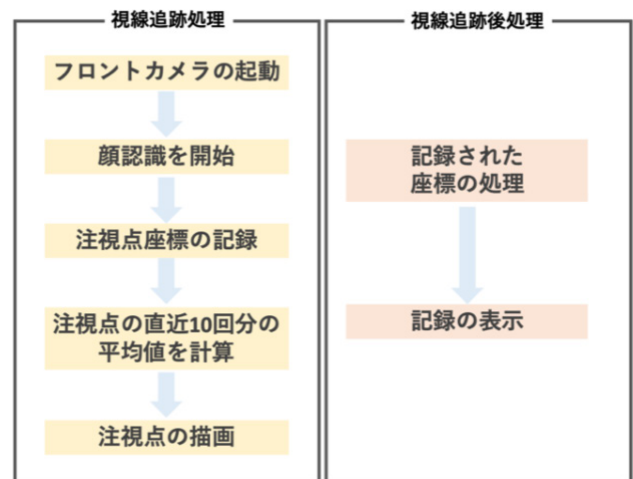 視線追跡処理
フロントカメラの起動
顔認識を開始
注視点座標の記録
注視点の直近10回分の
平均値を計算
注視点の描画
視線追跡後処理
記録された
座標の処理
記録の表示